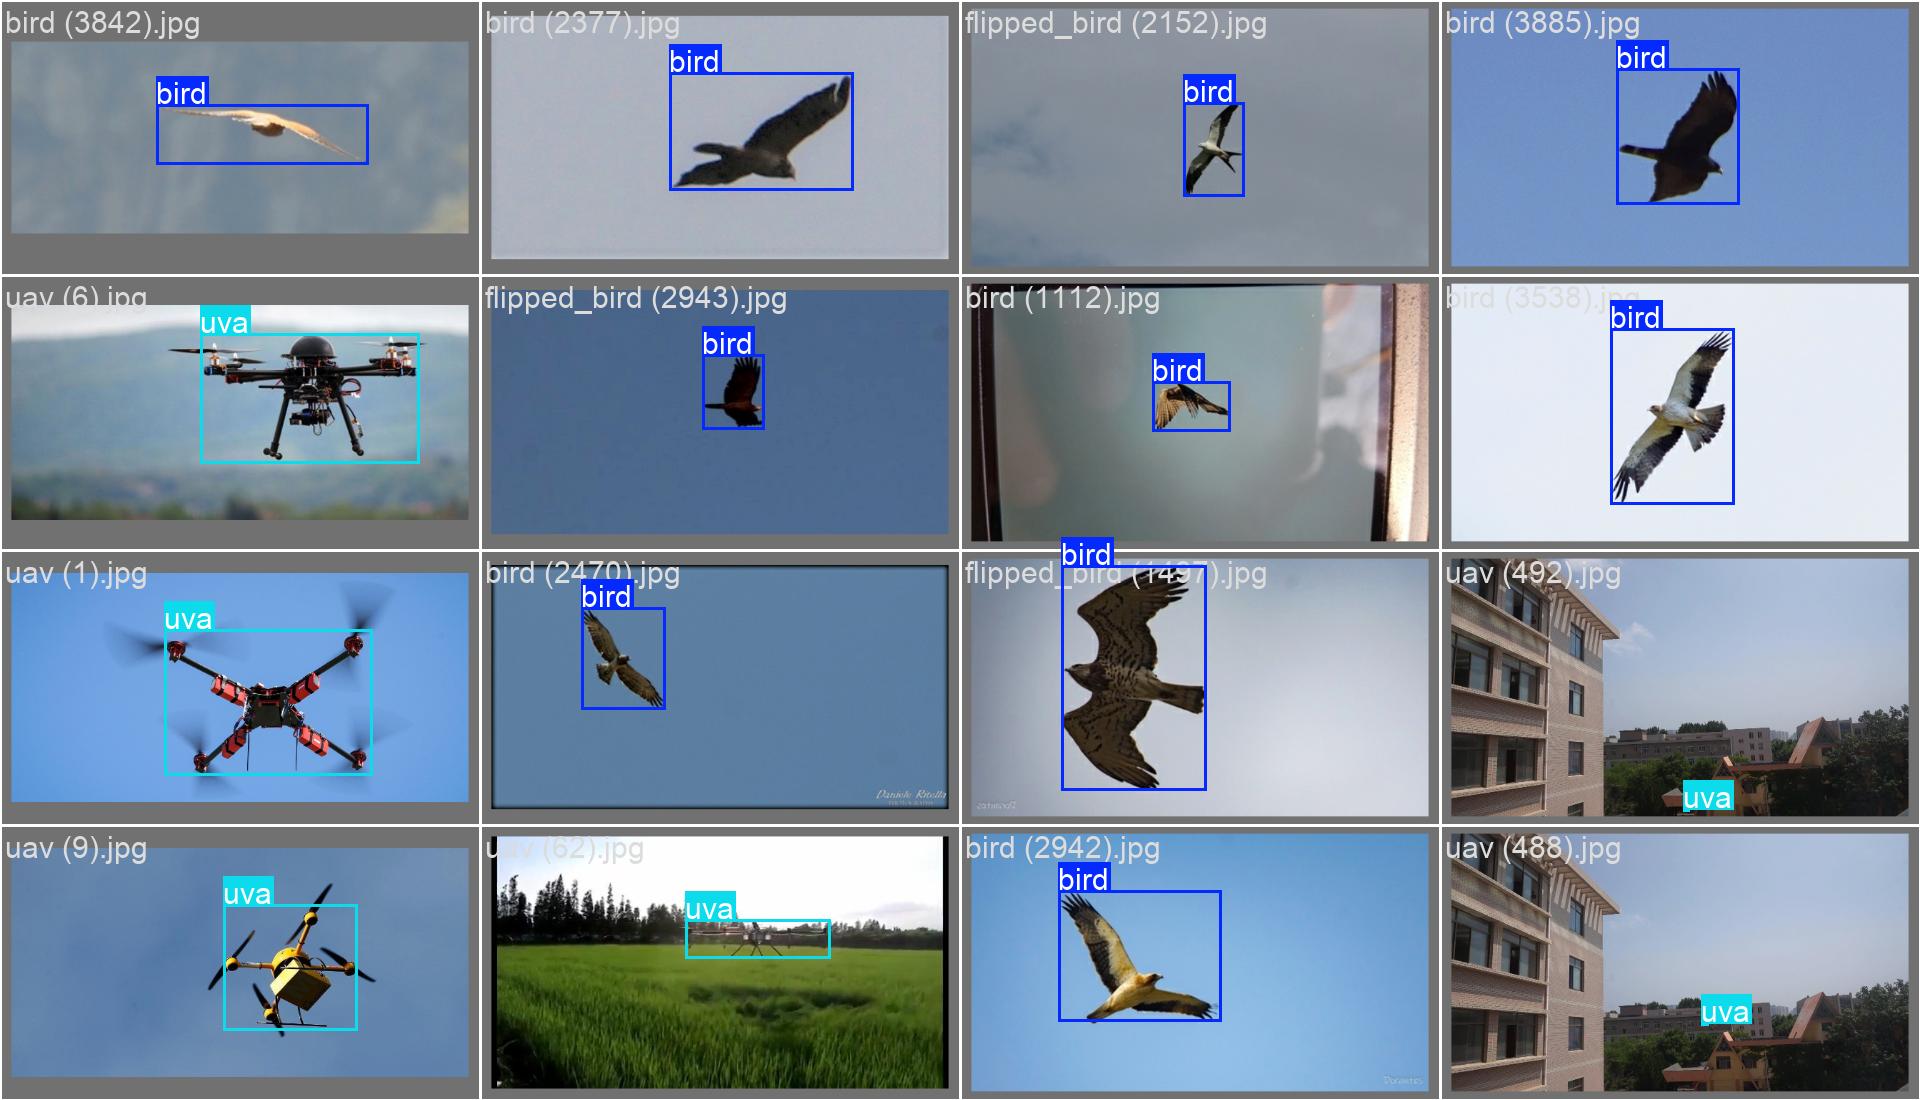 bird (3842).jpg
bird
bird (2377).jpg
bird
flipped_bird (2152).jpg
bird
bird (3885).jpg
bird
uav (6).jpg
uva
flipped_bird (2943).jpg
bird
bird (1112).jpg
bird
bird (3538).jpg
bird
uav (1).jpg
uva
bird (2470).jpg
bird
Daniele Ritella
flipped_bird (1497).jpg
bird
uav (492).jpg
uva
uav (9).jpg
uva
uav (62).jpg
uva
bird (2942).jpg
bird
uav (488).jpg
uva